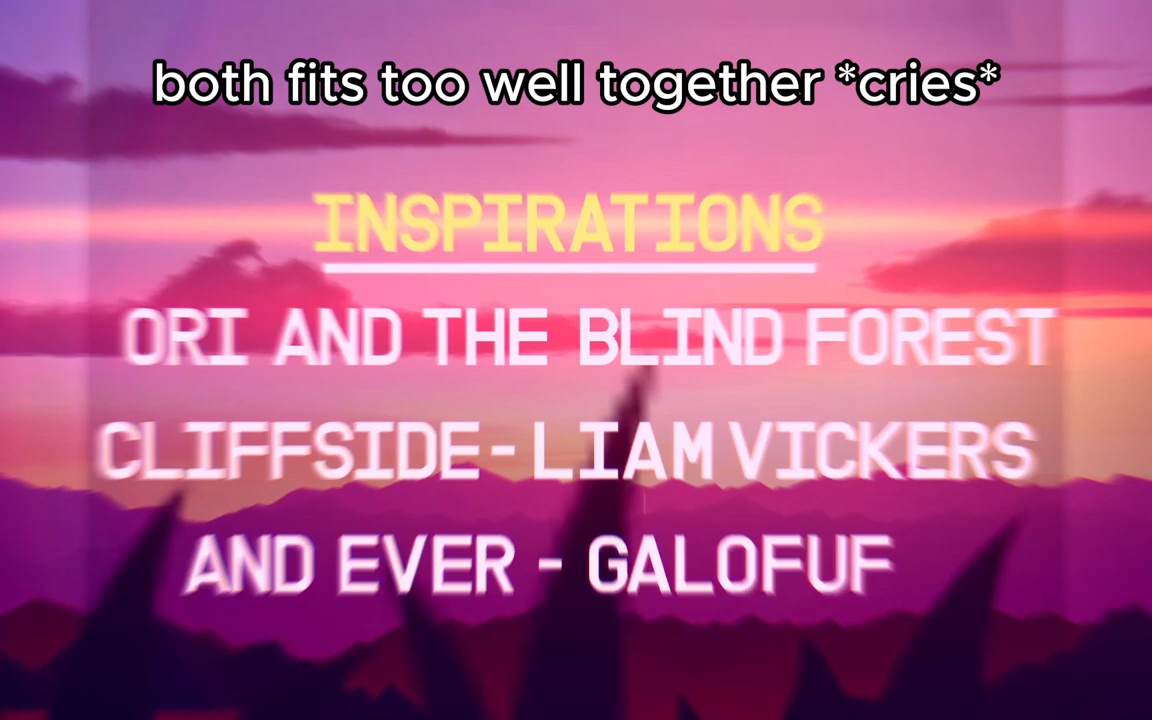 both fits too well together *cries*
INSPIRATIONS
ORI AND THE BLIND FOREST
CLIFFSIDE - LIAM VICKERS
AND EVER - GALOFUF